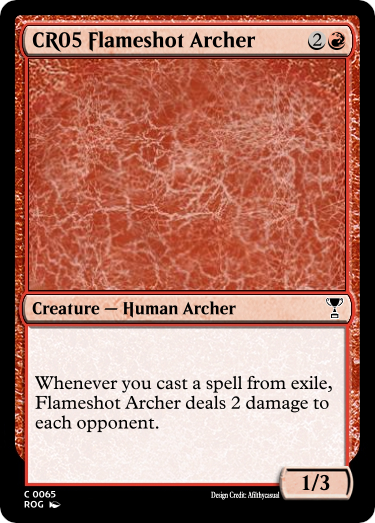 CR05 Flameshot Archer 2
Creature — Human Archer
Whenever you cast a spell from exile,
Flameshot Archer deals 2 damage to
each opponent.
1/3
C 0065
ROG
Design Credit: Afilthycasual